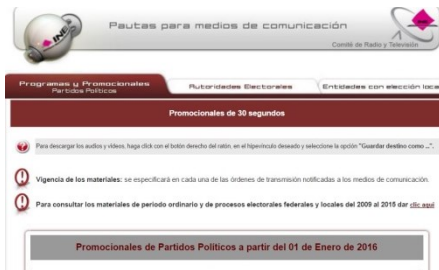 INE
Pautas para medios de comunicación
Comité de Radio y Televisión
Programas y Promocionales
Partidos Políticos
Autoridades Electorales
Entidades con elección loca
Promocionales de 30 segundos
Para descargar los audios y videos, haga click con el botón derecho del ratón, en el hipervínculo deseado y seleccione la opción "Guardar destino como ...".
Vigencia de los materiales: se especificará en cada una de las órdenes de transmisión notificadas a los medios de comunicación.
Para consultar los materiales de periodo ordinario y de procesos electorales federales y locales del 2009 al 2015 dar clic aquí
Promocionales de Partidos Políticos a partir del 01 de Enero de 2016